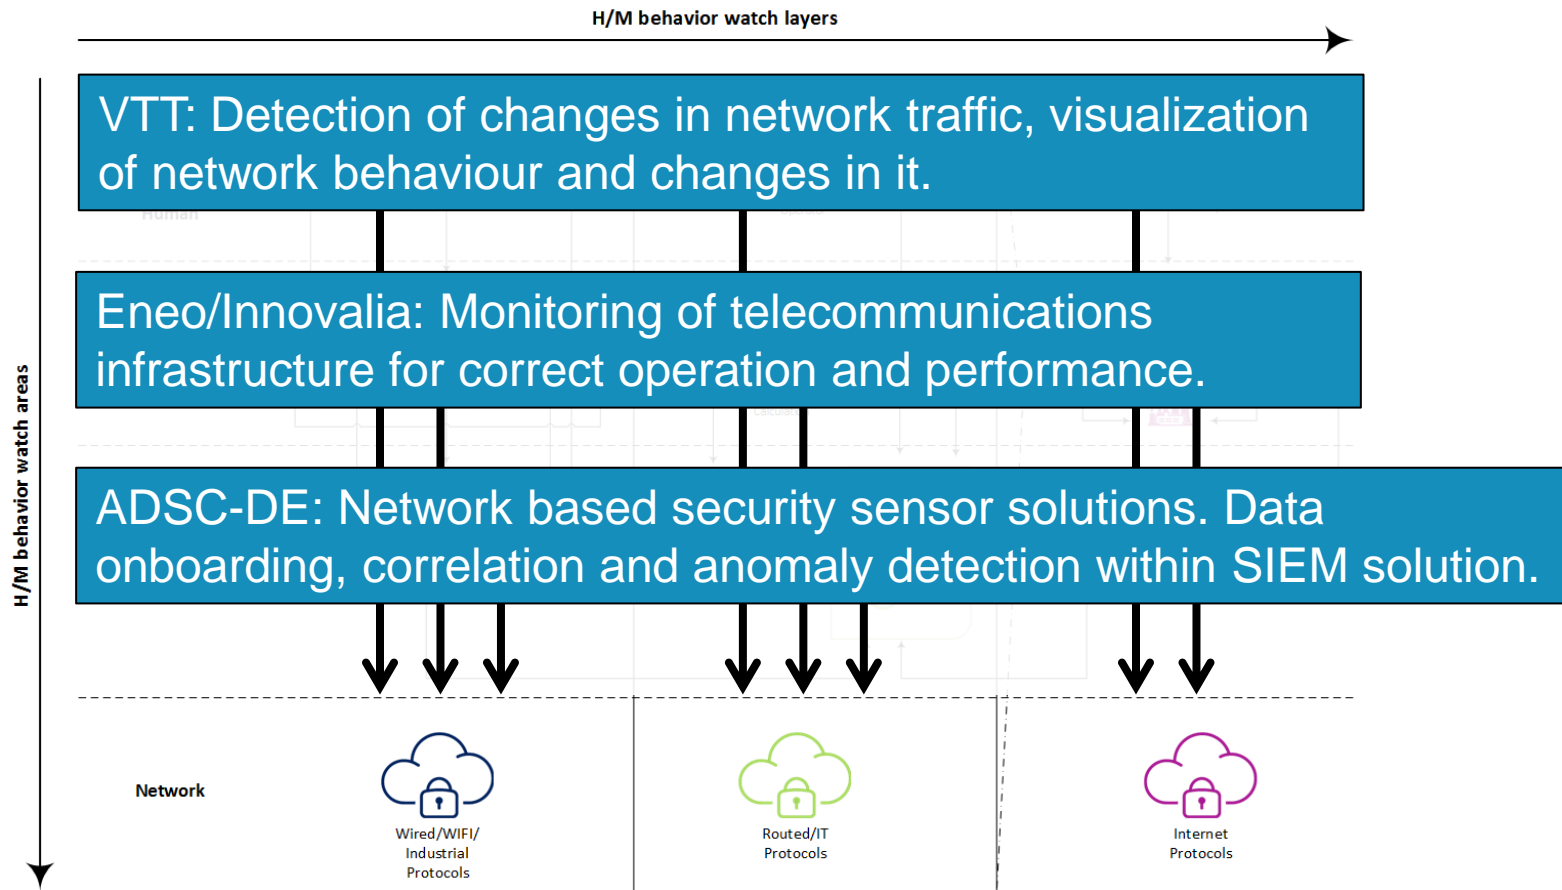 H/M behavior watch layers
H/M behavior watch areas
VTT: Detection of changes in network traffic, visualization
of network behaviour and changes in it.
Human
Eneo/Innovalia: Monitoring of telecommunications
infrastructure for correct operation and performance.
ADSC-DE: Network based security sensor solutions. Data
onboarding, correlation and anomaly detection within SIEM solution.
Network
Wired/WIFI/
Industrial
Protocols
Routed/IT
Protocols
Internet
Protocols